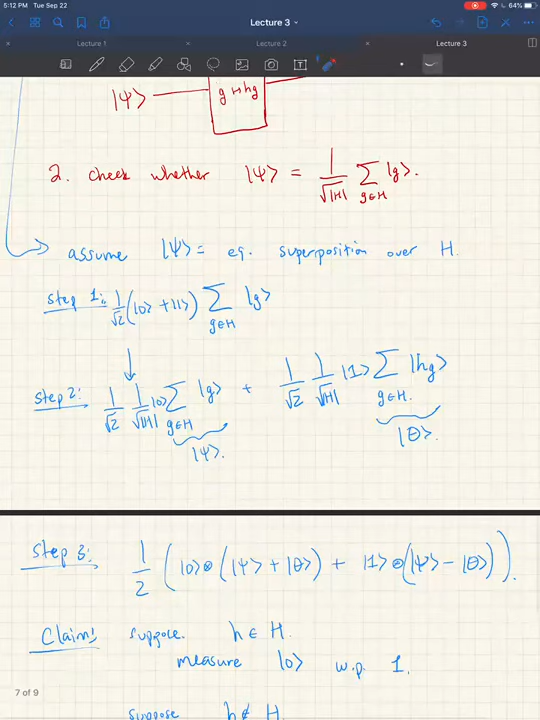 5:12 PM Tue Sep 22
64%
Lecture 3
Lecture 1
Lecture 2
Lecture 3
|Ψ⟩
g ↦ hg
2. check whether |Ψ⟩ = 1/√|H| ∑_{g∈H} |g⟩.
assume |Ψ⟩ = eq. superposition over H.
Step 1: 1/√2 (|0⟩ + |1⟩) ∑_{g∈H} |g⟩
Step 2: 1/√2 1/√|H| |0⟩ ∑_{g∈H} |g⟩ + 1/√2 1/√|H| |1⟩ ∑_{g∈H} |hg⟩
|Ψ⟩. |θ⟩.
Step 3: 1/2 (|0⟩⊗(|Ψ⟩ + |θ⟩) + |1⟩⊗(|Ψ⟩ − |θ⟩)).
Claim: suppose h ∈ H.
measure |0⟩ w.p. 1.
7 of 9
suppose h ∉ H.